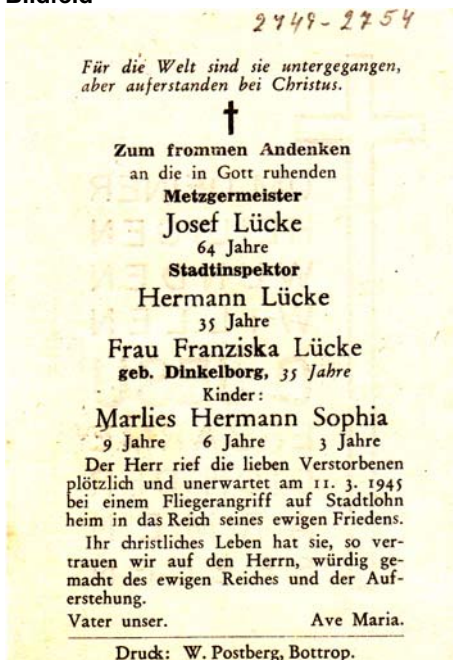 Bildfeld
2749-2754
Für die Welt sind sie untergegangen,
aber auferstanden bei Christus.
Zum frommen Andenken
an die in Gott ruhenden
Metzgermeister
Josef Lücke
64 Jahre
Stadtinspektor
Hermann Lücke
35 Jahre
Frau Franziska Lücke
geb. Dinkelborg, 35 Jahre
Kinder:
Marlies Hermann Sophia
9 Jahre 6 Jahre 3 Jahre
Der Herr rief die lieben Verstorbenen
plötzlich und unerwartet am 11. 3. 1945
bei einem Fliegerangriff auf Stadtlohn
heim in das Reich seines ewigen Friedens.
Ihr christliches Leben hat sie, so ver-
trauen wir auf den Herrn, würdig ge-
macht des ewigen Reiches und der Auf-
erstehung.
Vater unser. Ave Maria.
Druck: W. Postberg, Bottrop.